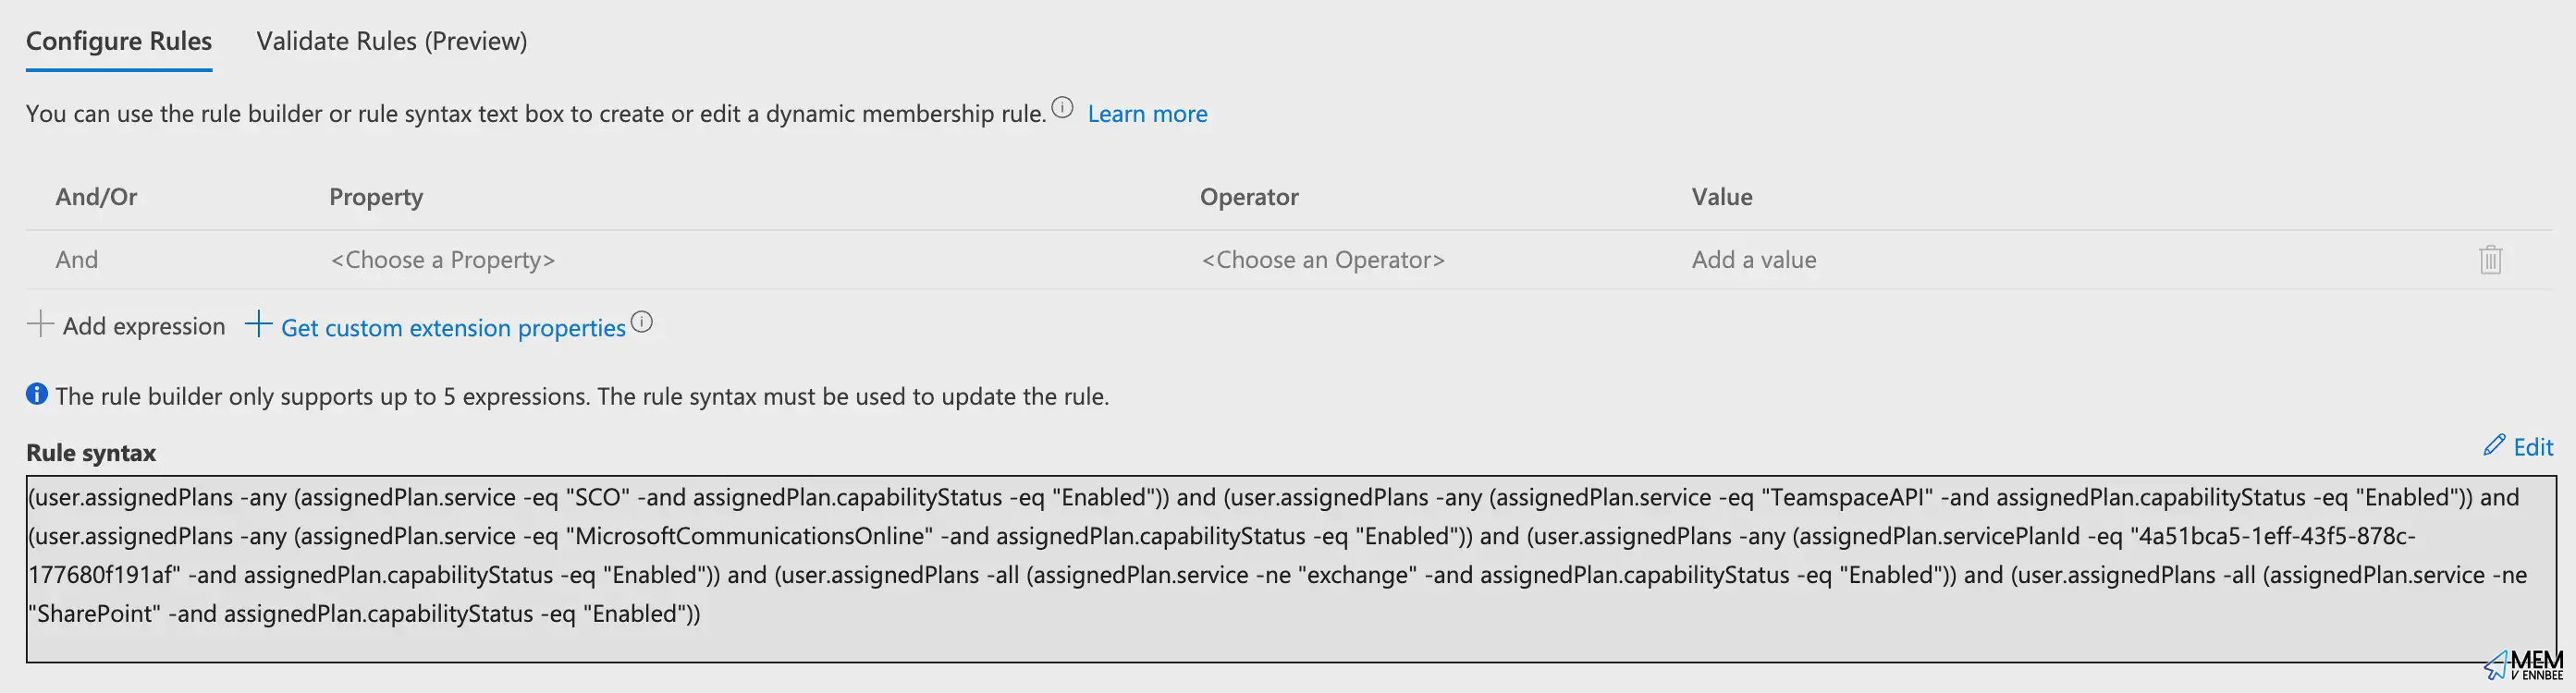 Configure Rules Validate Rules (Preview)
You can use the rule builder or rule syntax text box to create or edit a dynamic membership rule. Learn more
And/Or Property Operator Value
And <Choose a Property> <Choose an Operator> Add a value
Add expression Get custom extension properties
The rule builder only supports up to 5 expressions. The rule syntax must be used to update the rule.
Rule syntax Edit
(user.assignedPlans -any (assignedPlan.service -eq "SCO" -and assignedPlan.capabilityStatus -eq "Enabled")) and (user.assignedPlans -any (assignedPlan.service -eq "TeamspaceAPI" -and assignedPlan.capabilityStatus -eq "Enabled")) and
(user.assignedPlans -any (assignedPlan.service -eq "MicrosoftCommunicationsOnline" -and assignedPlan.capabilityStatus -eq "Enabled")) and (user.assignedPlans -any (assignedPlan.servicePlanId -eq "4a51bca5-1eff-43f5-878c-
177680f191af" -and assignedPlan.capabilityStatus -eq "Enabled")) and (user.assignedPlans -all (assignedPlan.service -ne "exchange" -and assignedPlan.capabilityStatus -eq "Enabled")) and (user.assignedPlans -all (assignedPlan.service -ne
"SharePoint" -and assignedPlan.capabilityStatus -eq "Enabled"))
MEM
V ENNBEE